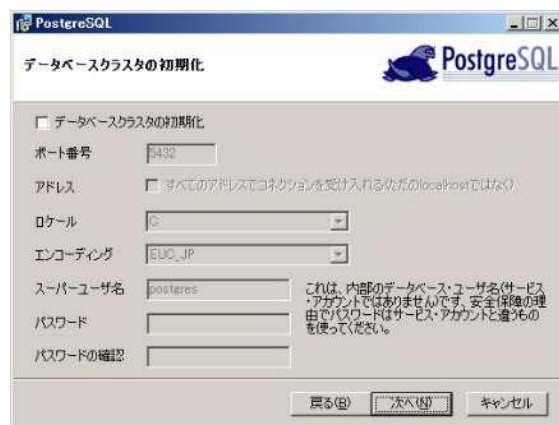 PostgreSQL
データベースクラスタの初期化
PostgreSQL
データベースクラスタの初期化
ポート番号 5432
アドレス すべてのアドレスでコネクションを受け入れる(ただのlocalhostではなく)
ロケール C
エンコーディング EUC_JP
スーパーユーザ名 postgres
これは、内部のデータベース・ユーザ名(サービス
・アカウントではありません)です。安全保障の理
由でパスワードはサービス・アカウントと違うもの
を使ってください。
パスワード
パスワードの確認
戻る(B) 次へ(N) キャンセル